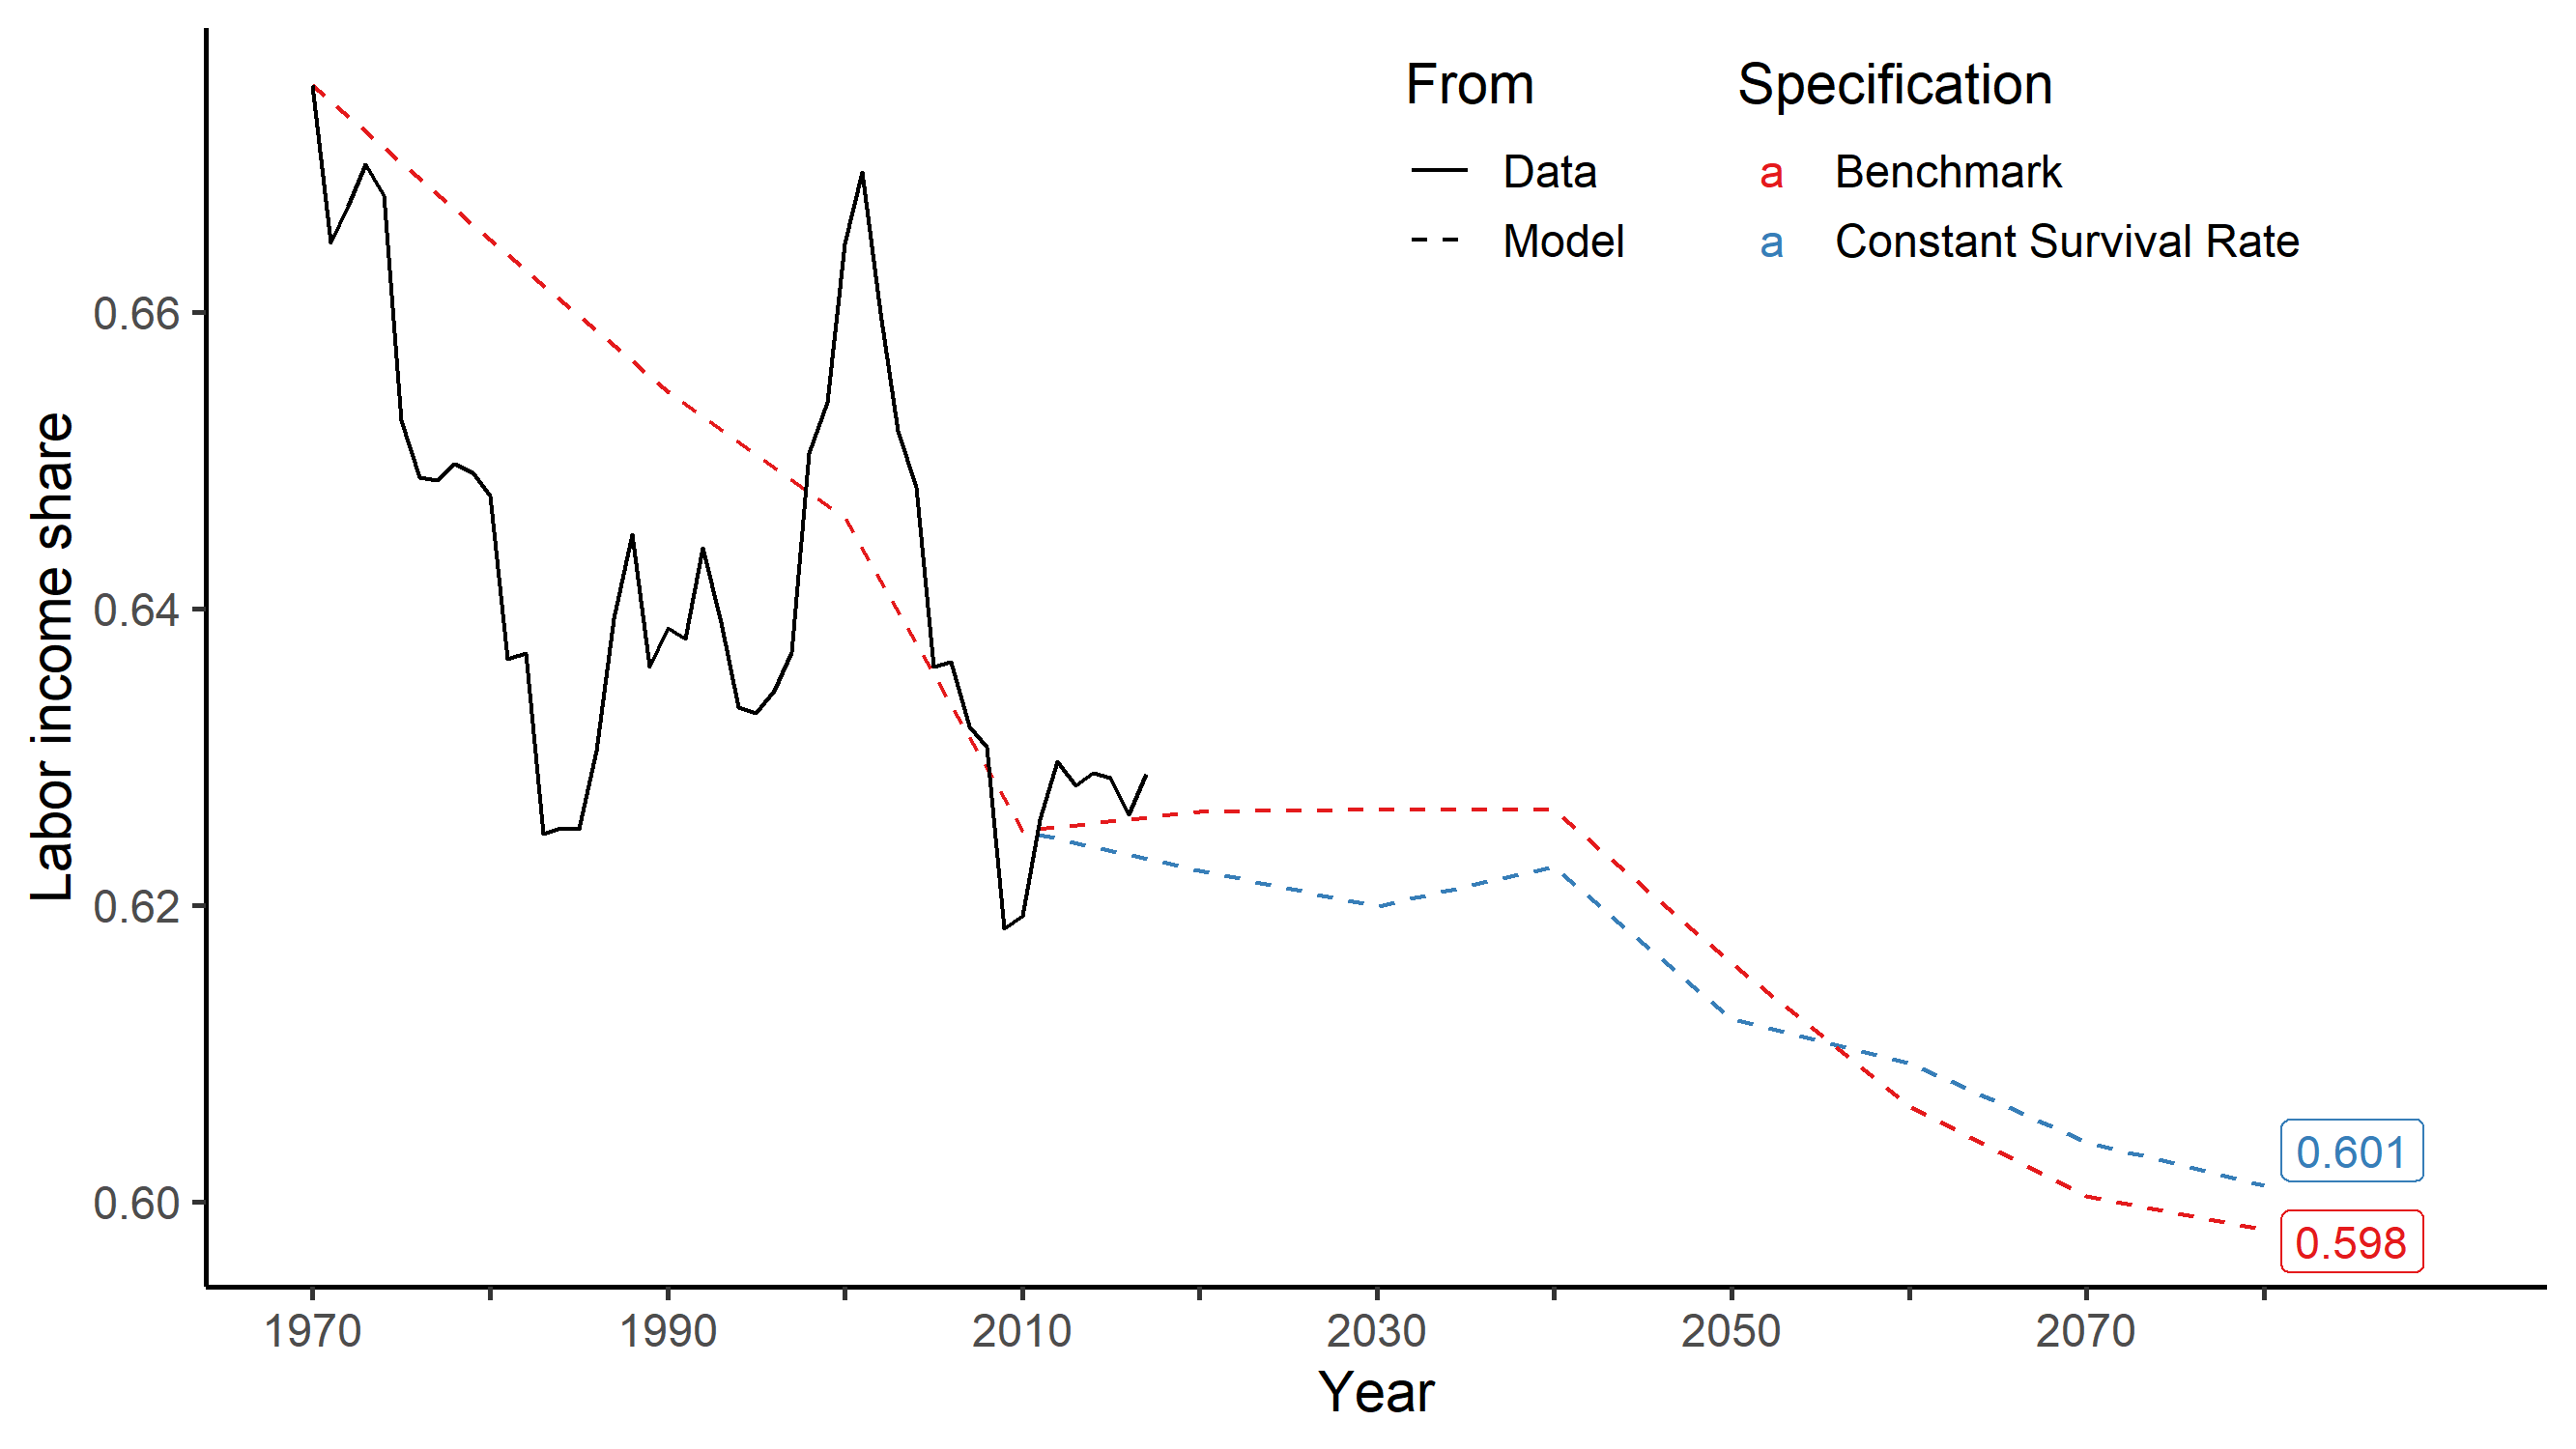 From
Data
Model
Specification
a Benchmark
a Constant Survival Rate
Labor income share
0.66
0.64
0.62
0.60
0.601
0.598
1970 1990 2010 2030 2050 2070
Year